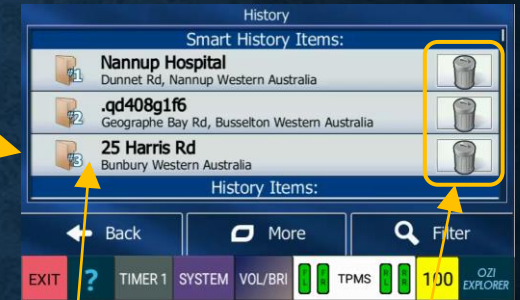 History
Smart History Items:
#1
Nannup Hospital
Dunnet Rd, Nannup Western Australia
#2
.qd408g1f6
Geographe Bay Rd, Busselton Western Australia
#3
25 Harris Rd
Bunbury Western Australia
History Items:
Back More Filter
EXIT ? TIMER 1 SYSTEM VOL/BRI F L F R TPMS R L R R 100 OZI EXPLORER